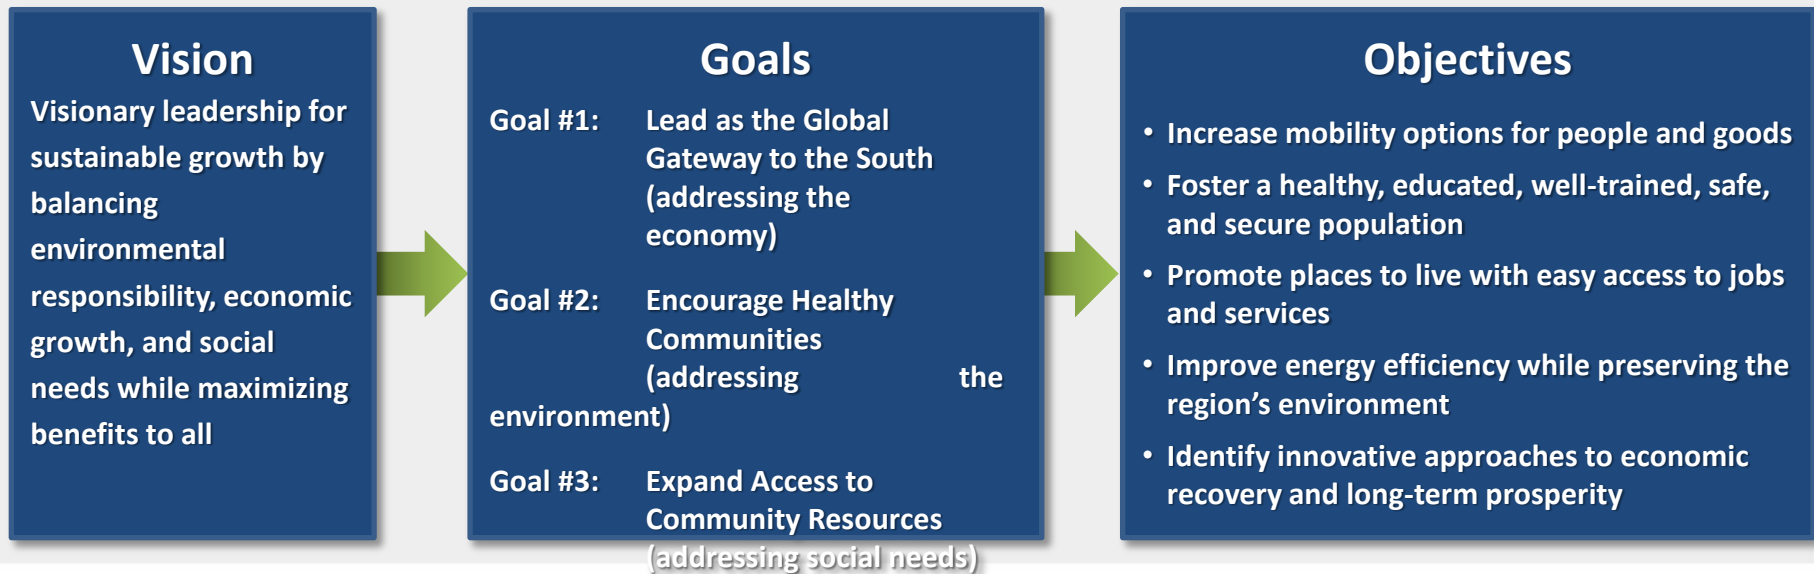 Vision
Visionary leadership for
sustainable growth by
balancing
environmental
responsibility, economic
growth, and social
needs while maximizing
benefits to all
Goals
Goal #1: Lead as the Global
Gateway to the South
(addressing the
economy)
Goal #2: Encourage Healthy
Communities
(addressing the
environment)
Goal #3: Expand Access to
Community Resources
(addressing social needs)
Objectives
• Increase mobility options for people and goods
• Foster a healthy, educated, well-trained, safe,
and secure population
• Promote places to live with easy access to jobs
and services
• Improve energy efficiency while preserving the
region’s environment
• Identify innovative approaches to economic
recovery and long-term prosperity